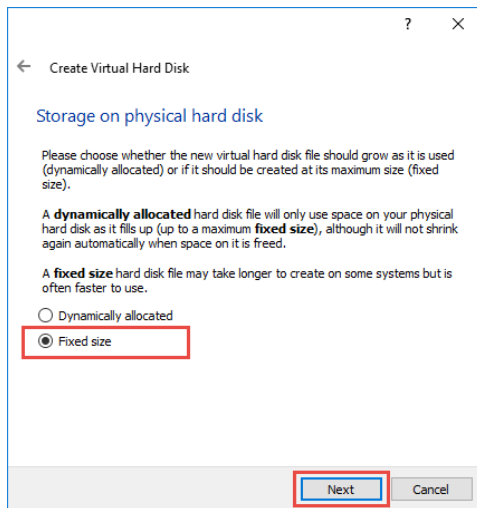 ?
Create Virtual Hard Disk
Storage on physical hard disk
Please choose whether the new virtual hard disk file should grow as it is used
(dynamically allocated) or if it should be created at its maximum size (fixed
size).
A dynamically allocated hard disk file will only use space on your physical
hard disk as it fills up (up to a maximum fixed size), although it will not shrink
again automatically when space on it is freed.
A fixed size hard disk file may take longer to create on some systems but is
often faster to use.
Dynamically allocated
Fixed size
Next Cancel